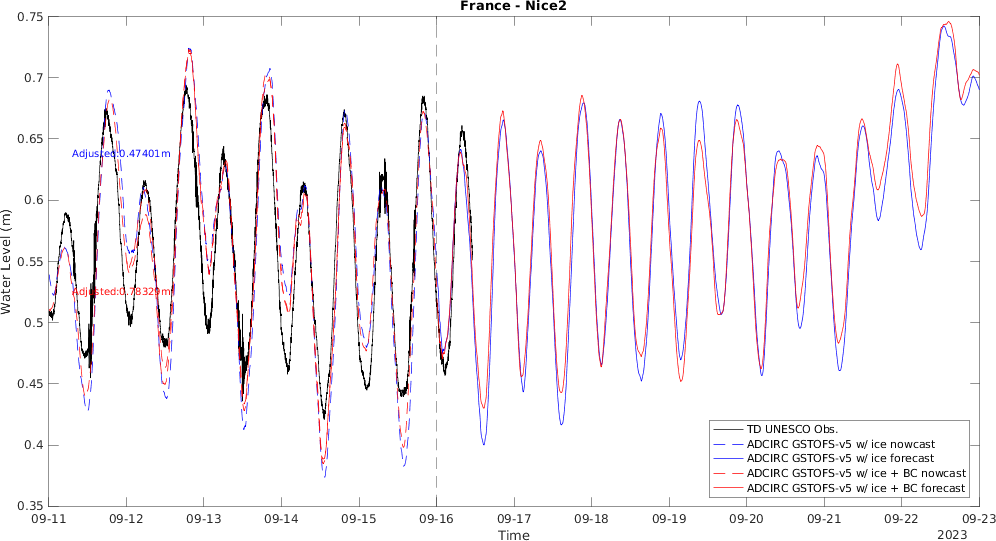 France - Nice2
0.75
0.7
0.65
0.6
0.55
0.5
0.45
0.4
0.35
Water Level (m)
Adjusted:0.47401m
Adjusted:0.78329m
TD UNESCO Obs.
ADCIRC GSTOFS-v5 w/ ice nowcast
ADCIRC GSTOFS-v5 w/ ice forecast
ADCIRC GSTOFS-v5 w/ ice + BC nowcast
ADCIRC GSTOFS-v5 w/ ice + BC forecast
09-11 09-12 09-13 09-14 09-15 09-16 09-17 09-18 09-19 09-20 09-21 09-22 09-23
Time
2023